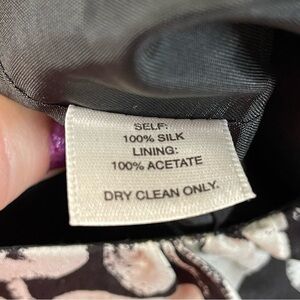 SELF:
100% SILK
LINING:
100% ACETATE
DRY CLEAN ONLY.